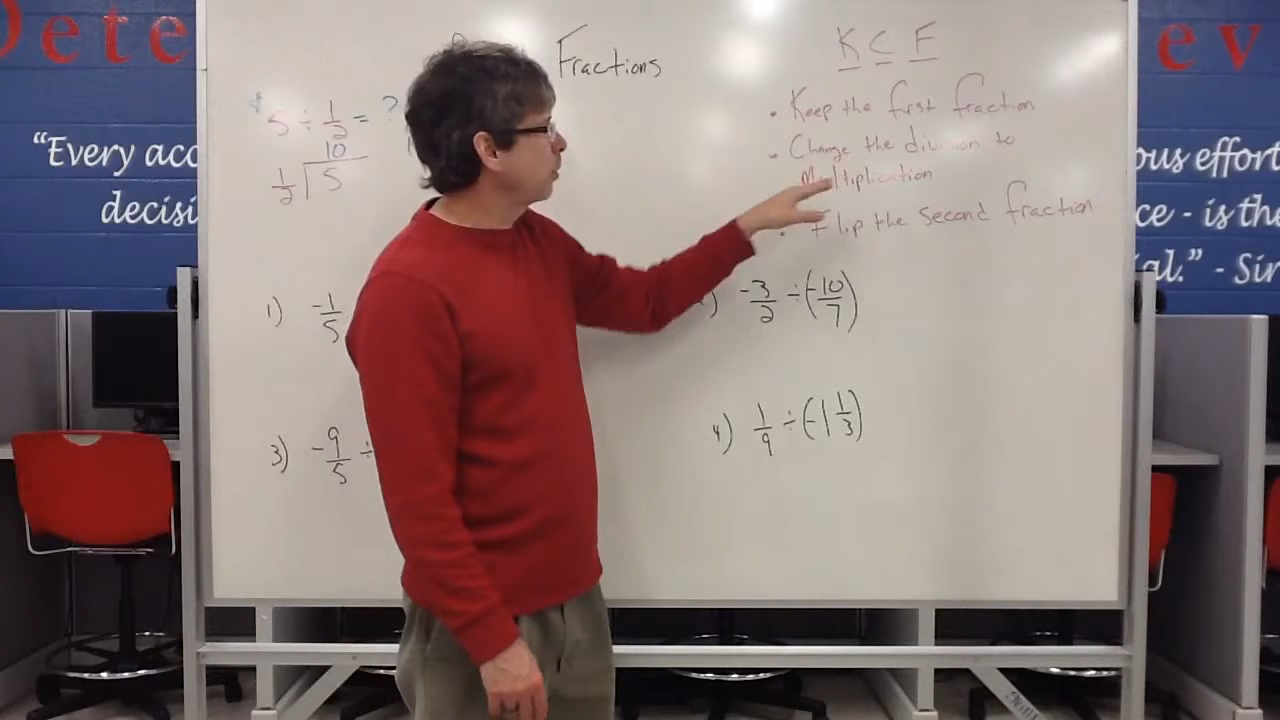 Dete
ev
"Every acc
decisi
ous effort
ce - is the
al." - Sir
Fractions
$5 ÷ 1/2 = ?
10
1/2 5
K C F
• Keep the first fraction
• Change the division to
Multiplication
• Flip the second fraction
1) -1/5
) -3/2 ÷ (-10/7)
3) -9/5 ÷
4) 1/9 ÷ (-1 1/3)